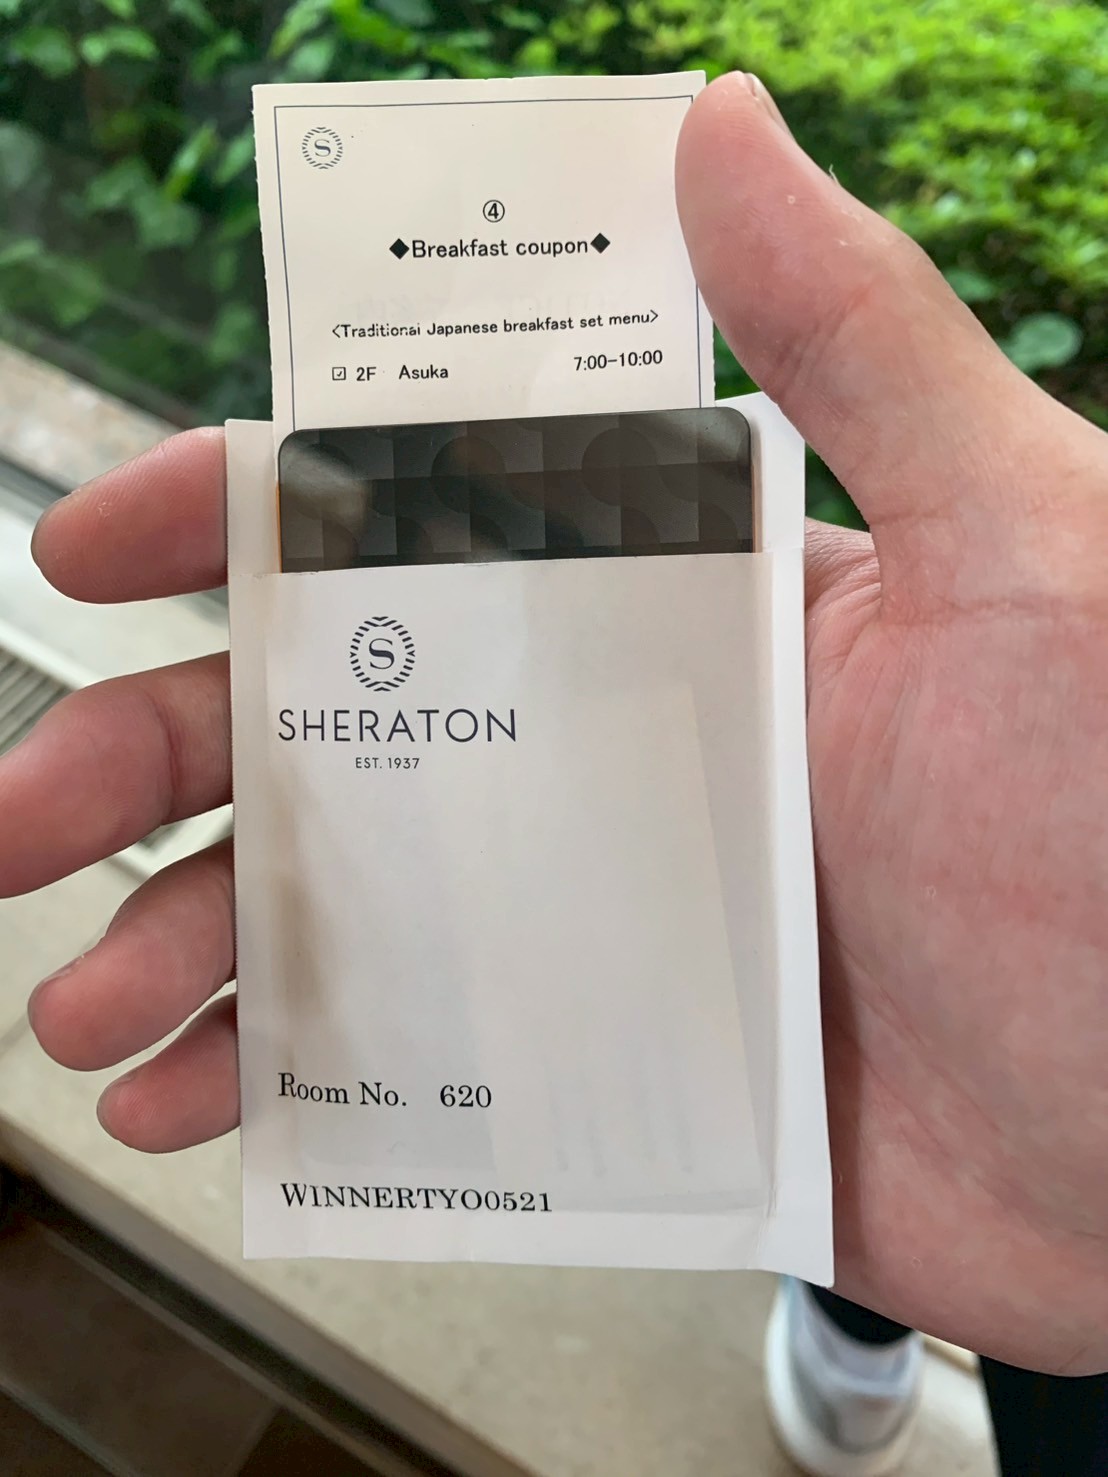 S
④
◆Breakfast coupon◆
<Traditional Japanese breakfast set menu>
☑ 2F Asuka 7:00-10:00
S
SHERATON
EST. 1937
Room No. 620
WINNERTYO0521